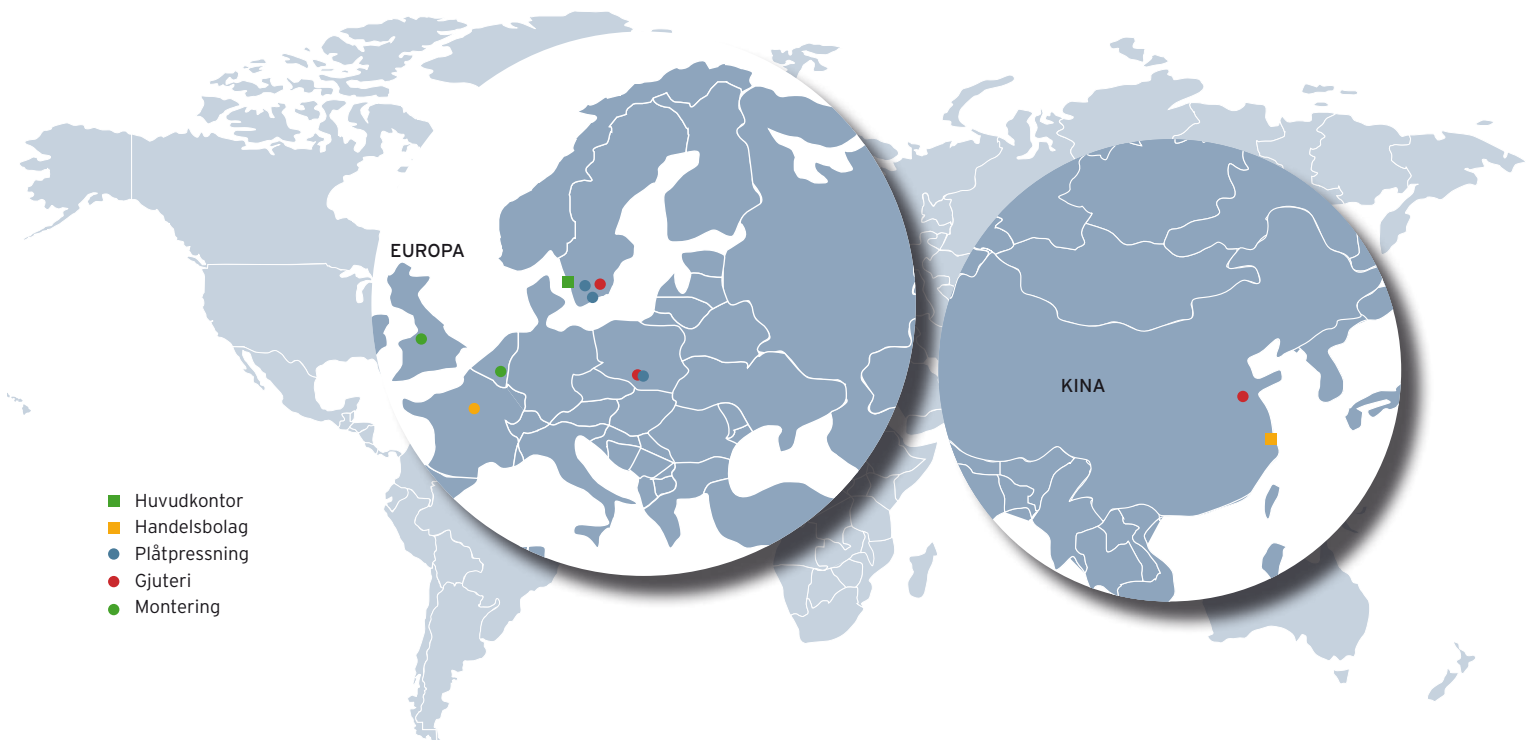 EUROPA
KINA
Huvudkontor
Handelsbolag
Plåtpressning
Gjuteri
Montering